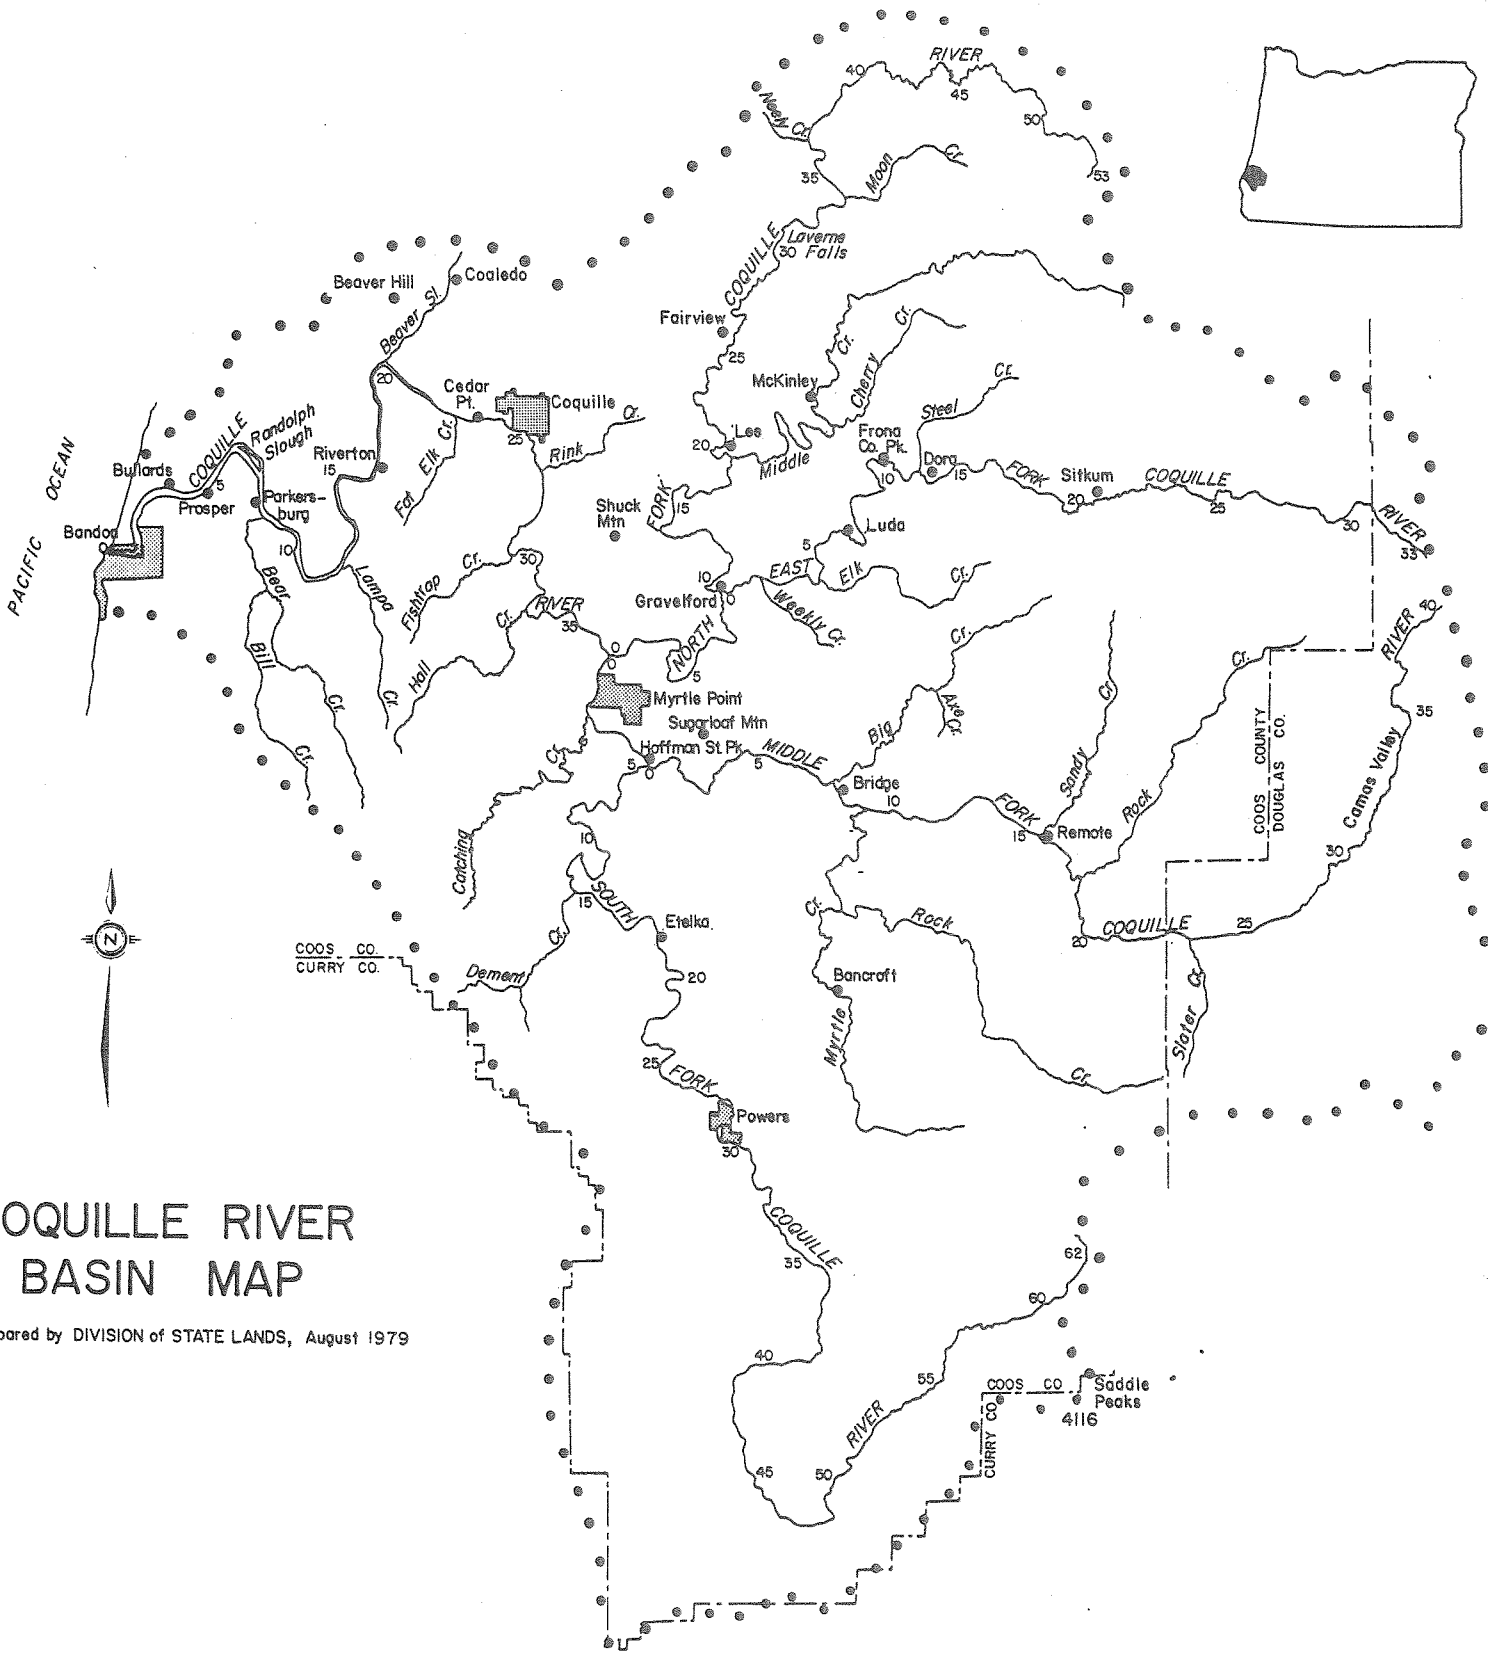 RIVER
40
45
50
53
Neely Cr.
35
Moon
Cr.
COQUILLE
Laverne
30 Falls
Beaver Hill
Coaledo
Beaver Sl.
Fairview
25
Cr.
Cr.
McKinley
Cherry
Cr.
Steel
20
Cedar
Pt.
Coquille
25
Cr.
Rink
Fat Elk Cr.
COQUILLE
Randolph
Slough
Riverton
15
Bullards
5
Prosper
Parkers-
burg
PACIFIC OCEAN
Bandon
0
10
20
Lee
Middle
Frona
Co. Pk.
10
Dora
15
FORK
Sitkum
20
COQUILLE
25
30
RIVER
33
Shuck
Mtn
FORK
15
Luda
5
10
Gravelford
0
EAST
Elk
Cr.
Weekly Cr.
Bear
Bill
Cr.
Cr.
Lampa
Cr.
Fishtrap
Cr.
30
Hall
Cr.
RIVER
35
0
0
NORTH
5
Myrtle Point
Sugarloaf Mtn
Hoffman St. Pk.
5
0
MIDDLE
5
Big
Cr.
Axe
Cr.
Bridge
10
FORK
15
Remote
Sandy
Cr.
Rock
Cr.
COOS COUNTY
DOUGLAS CO.
RIVER
40
35
Camas Valley
30
25
COQUILLE
20
Slater Cr.
Catching
Cr.
10
15
SOUTH
Etelka
20
Dement
Cr.
COOS CO.
CURRY CO.
Cr.
Rock
Cr.
Bancroft
Myrtle
25
FORK
Powers
30
COQUILLE
35
40
45
50
RIVER
55
60
62
COOS CO
CURRY CO.
Saddle
Peaks
4116
N
OQUILLE RIVER
BASIN MAP
pared by DIVISION of STATE LANDS, August 1979